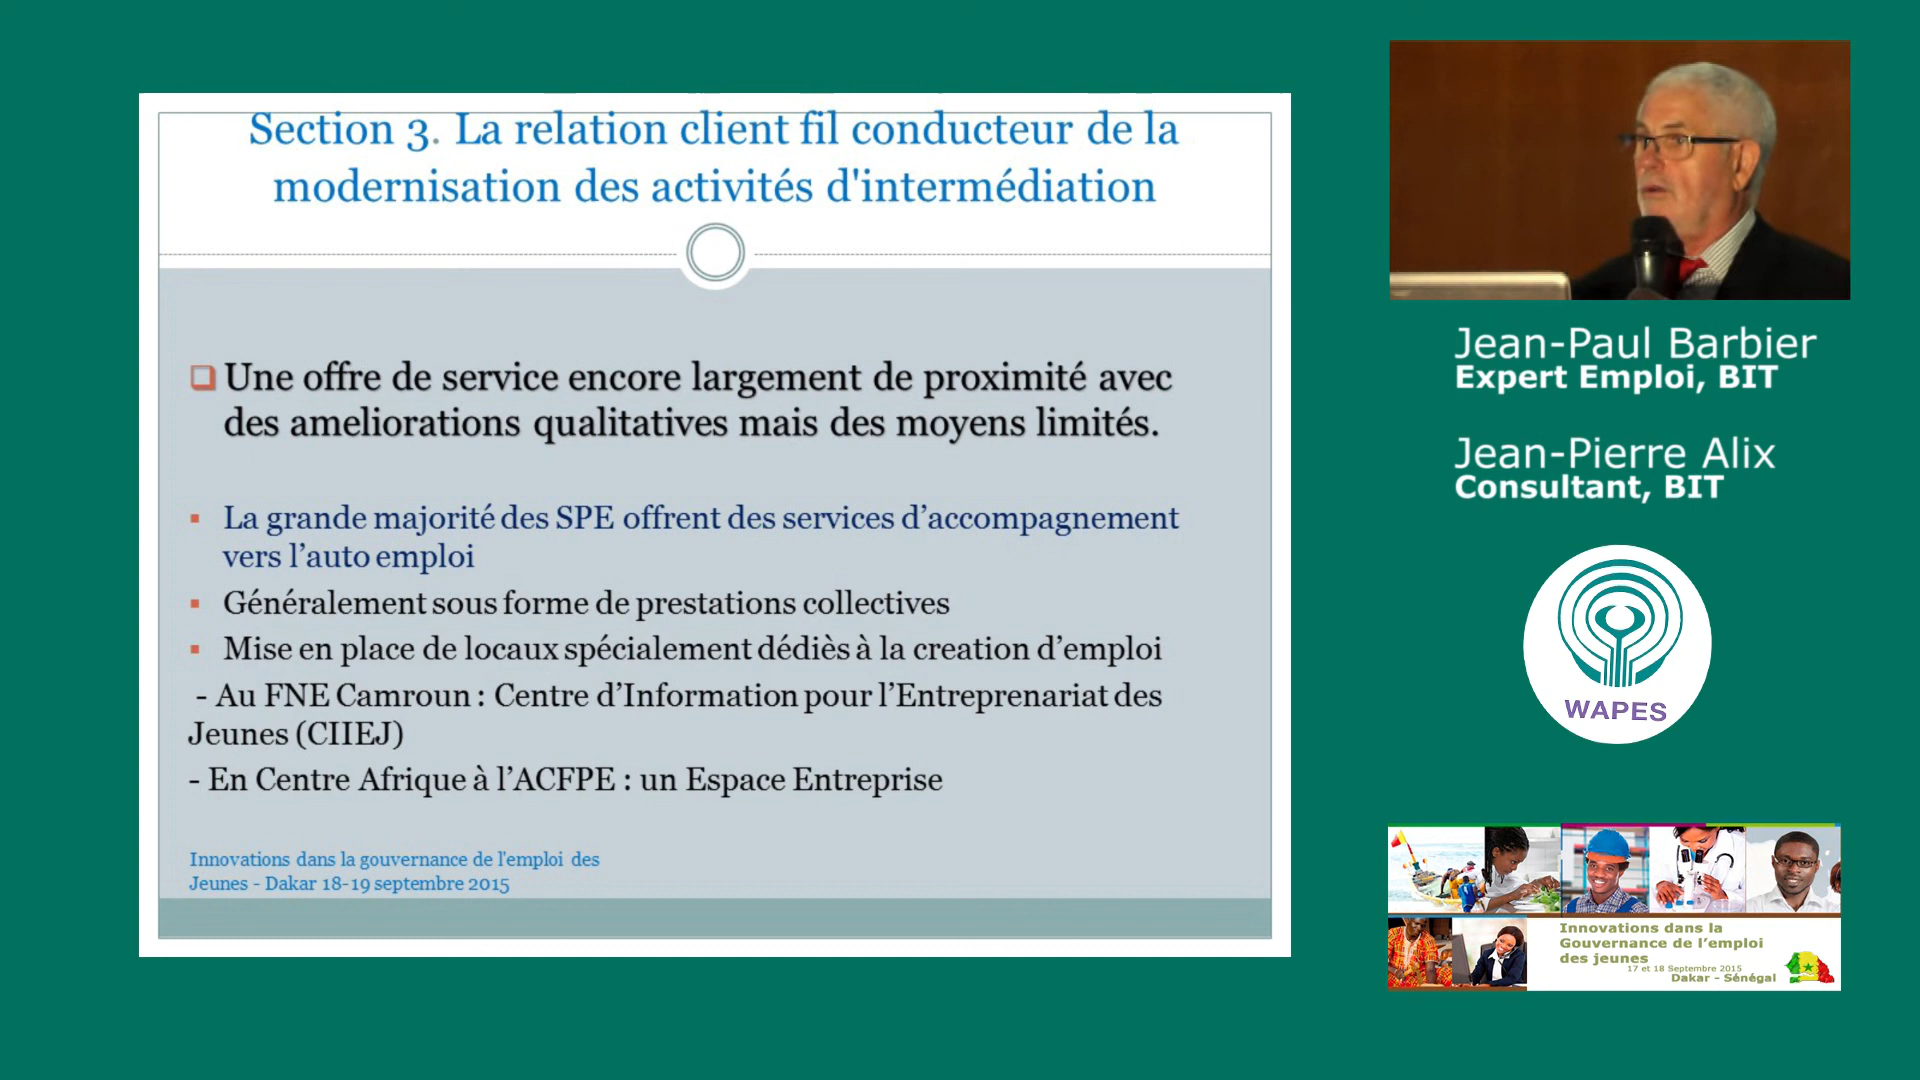 Section 3. La relation client fil conducteur de la
modernisation des activités d'intermédiation
Une offre de service encore largement de proximité avec
des ameliorations qualitatives mais des moyens limités.
La grande majorité des SPE offrent des services d’accompagnement
vers l’auto emploi
Généralement sous forme de prestations collectives
Mise en place de locaux spécialement dédiès à la creation d’emploi
- Au FNE Camroun : Centre d’Information pour l’Entreprenariat des
Jeunes (CIIEJ)
- En Centre Afrique à l’ACFPE : un Espace Entreprise
Innovations dans la gouvernance de l'emploi des
Jeunes - Dakar 18-19 septembre 2015
Jean-Paul Barbier
Expert Emploi, BIT
Jean-Pierre Alix
Consultant, BIT
WAPES
Innovations dans la
Gouvernance de l’emploi
des jeunes
17 et 18 Septembre 2015
Dakar - Sénégal